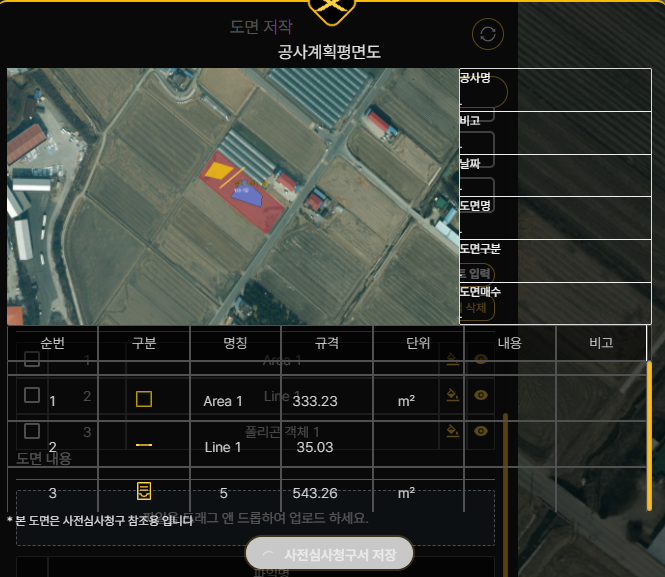 도면 저작
공사계획평면도
공사명
비고
날짜
도면명
도면구분
트 입력
도면매수
삭제
순번 구분 명칭 규격 단위 내용 비고
1 Area 1
1 Area 1 333.23 m²
2 Line 1
3 폴리곤 객체 1
2 Line 1 35.03
도면 내용
3 5 543.26 m²
드래그 앤 드롭하여 업로드 하세요.
* 본 도면은 사전심사청구 참조용 입니다
사전심사청구서 저장
파일명